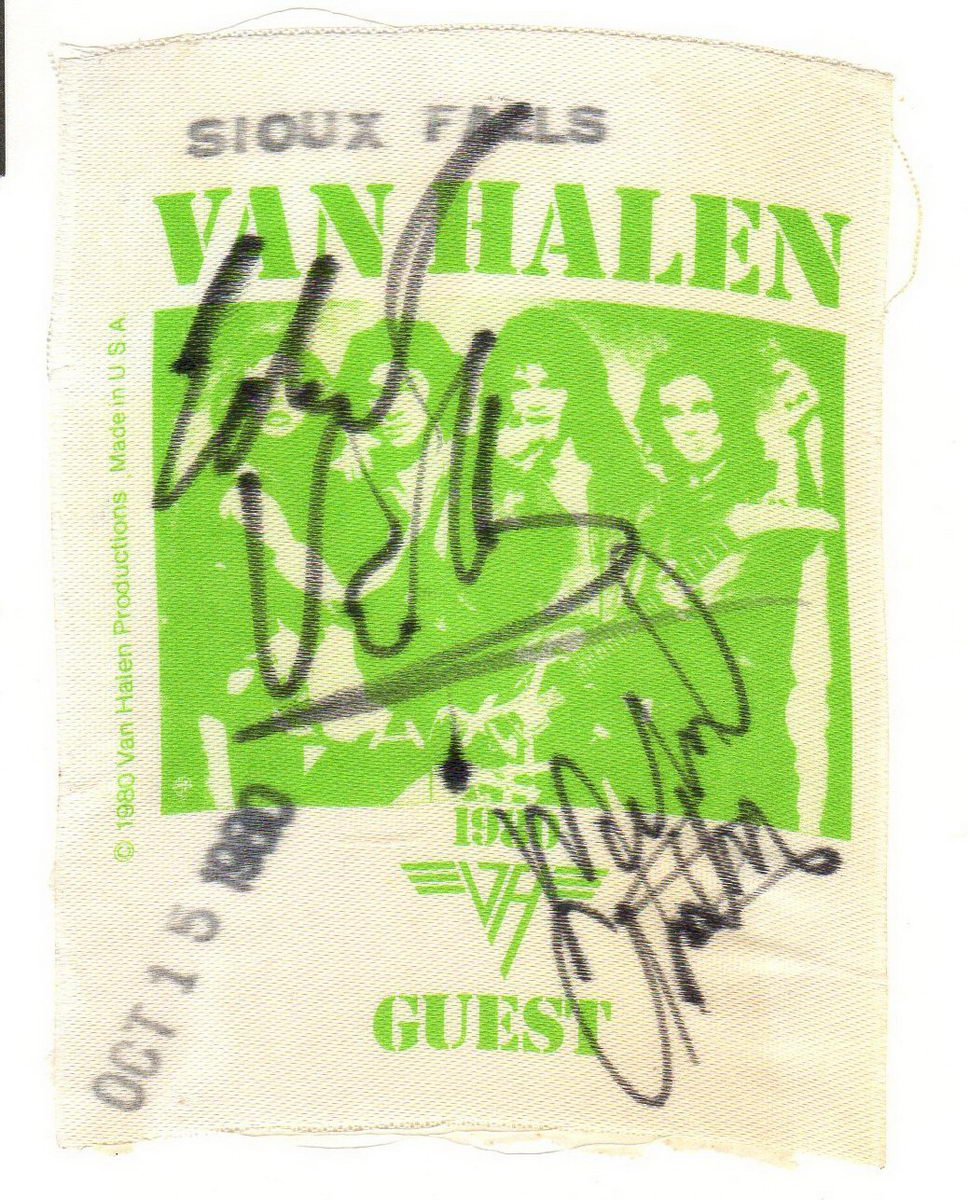 SIOUX FALLS
VAN HALEN
© 1980 Van Halen Productions, Made in U S.A
1980
VH
GUEST
OCT 15 1980